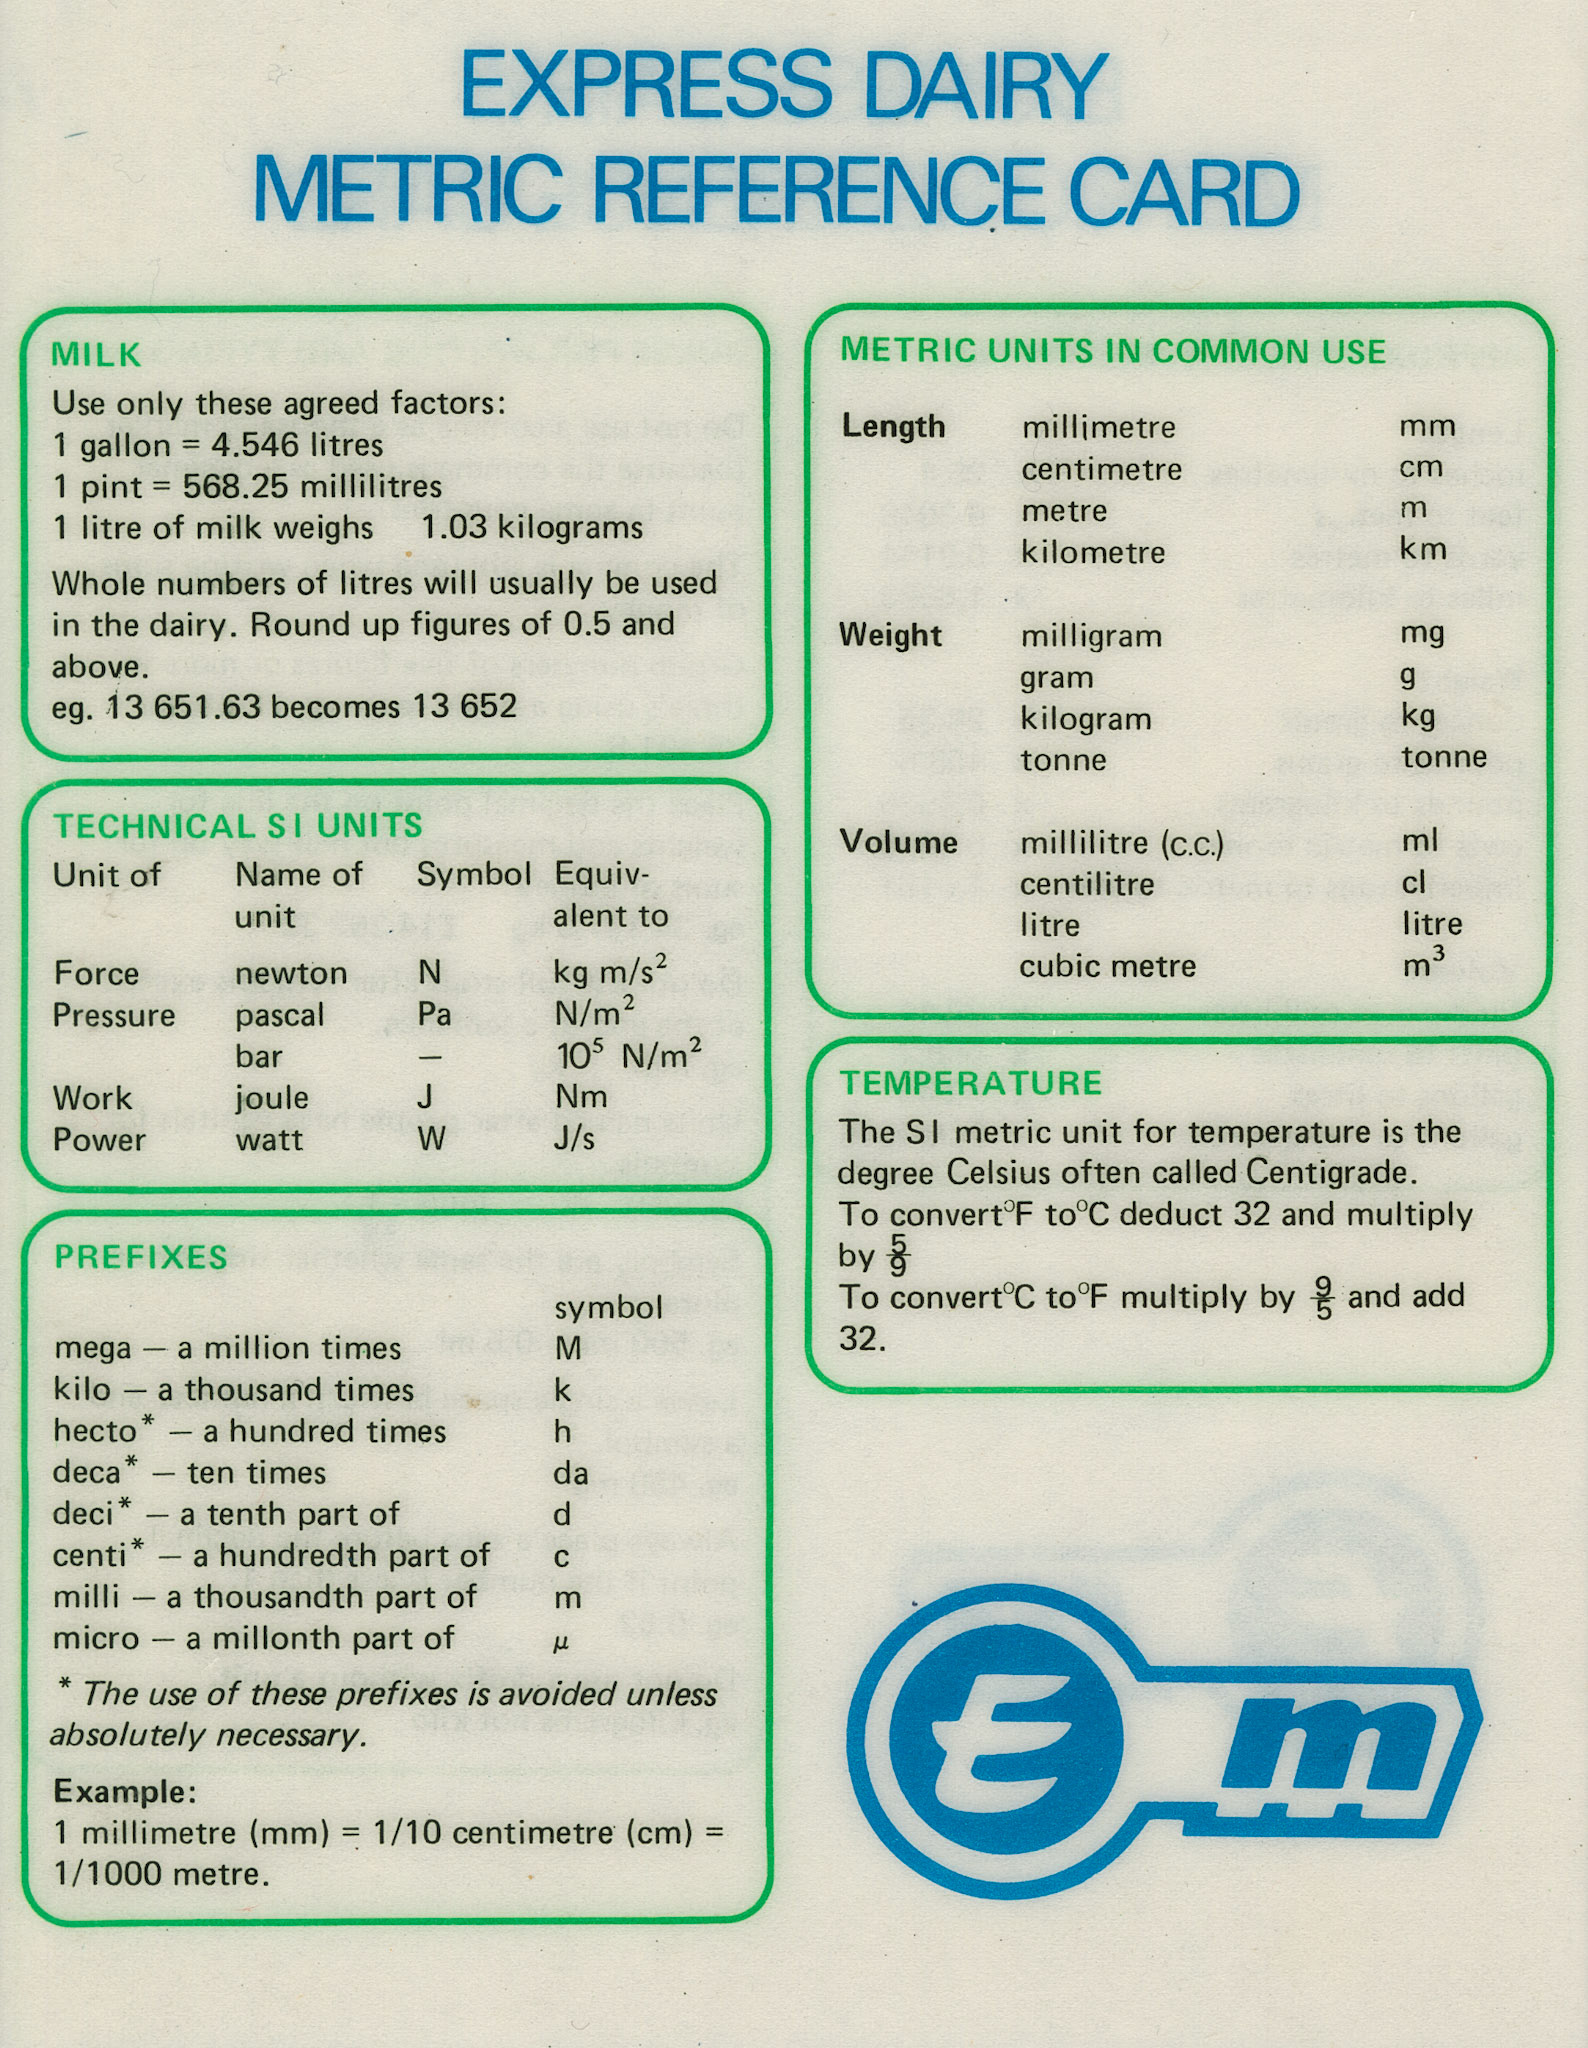 EXPRESS DAIRY
METRIC REFERENCE CARD
MILK
Use only these agreed factors:
1 gallon = 4.546 litres
1 pint = 568.25 millilitres
1 litre of milk weighs 1.03 kilograms
Whole numbers of litres will usually be used
in the dairy. Round up figures of 0.5 and
above.
eg. 13 651.63 becomes 13 652
TECHNICAL SI UNITS
Unit of Name of Symbol Equiv-
unit alent to
Force newton N kg m/s²
Pressure pascal Pa N/m²
bar — 10⁵ N/m²
Work joule J Nm
Power watt W J/s
PREFIXES
symbol
mega — a million times M
kilo — a thousand times k
hecto* — a hundred times h
deca* — ten times da
deci* — a tenth part of d
centi* — a hundredth part of c
milli — a thousandth part of m
micro — a millonth part of μ
* The use of these prefixes is avoided unless
absolutely necessary.
Example:
1 millimetre (mm) = 1/10 centimetre (cm) =
1/1000 metre.
METRIC UNITS IN COMMON USE
Length millimetre mm
centimetre cm
metre m
kilometre km
Weight milligram mg
gram g
kilogram kg
tonne tonne
Volume millilitre (c.c.) ml
centilitre cl
litre litre
cubic metre m³
TEMPERATURE
The SI metric unit for temperature is the
degree Celsius often called Centigrade.
To convert °F to °C deduct 32 and multiply
by 5/9
To convert °C to °F multiply by 9/5 and add
32.
E m